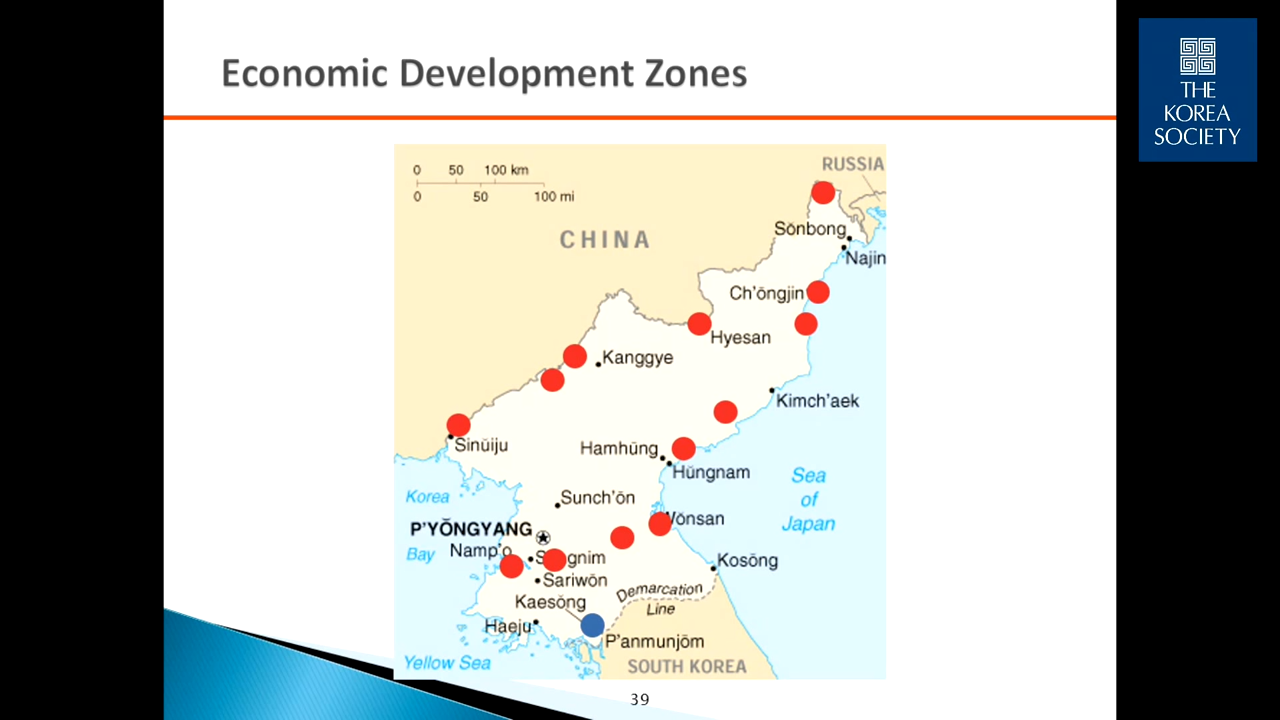 Economic Development Zones
THE
KOREA
SOCIETY
0 50 100 km
0 50 100 mi
RUSSIA
CHINA
Sŏnbong
Najin
Ch'ŏngjin
Hyesan
Kanggye
Kimch'aek
Sinŭiju
Hamhŭng
Hŭngnam
Sea
of
Japan
Korea
Bay
Sunch'ŏn
P'YŎNGYANG
Wŏnsan
Namp'o
S gnim
Kosŏng
Sariwŏn
Demarcation
Line
Kaesŏng
Haeju
P'anmunjŏm
Yellow Sea
SOUTH KOREA
39